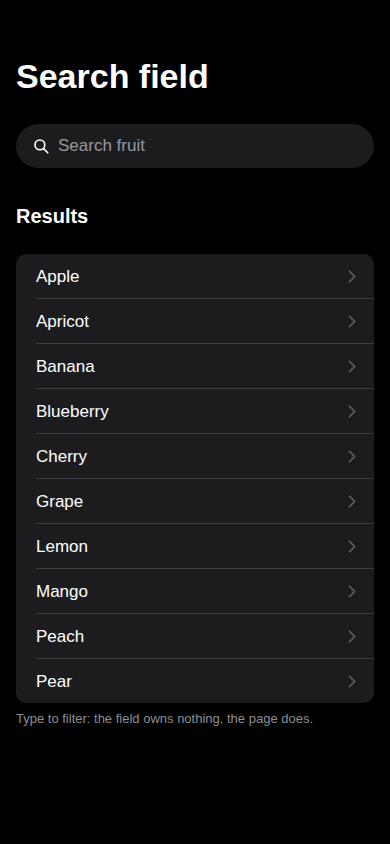 Search field
Search fruit
Results
Apple
Apricot
Banana
Blueberry
Cherry
Grape
Lemon
Mango
Peach
Pear
Type to filter: the field owns nothing, the page does.